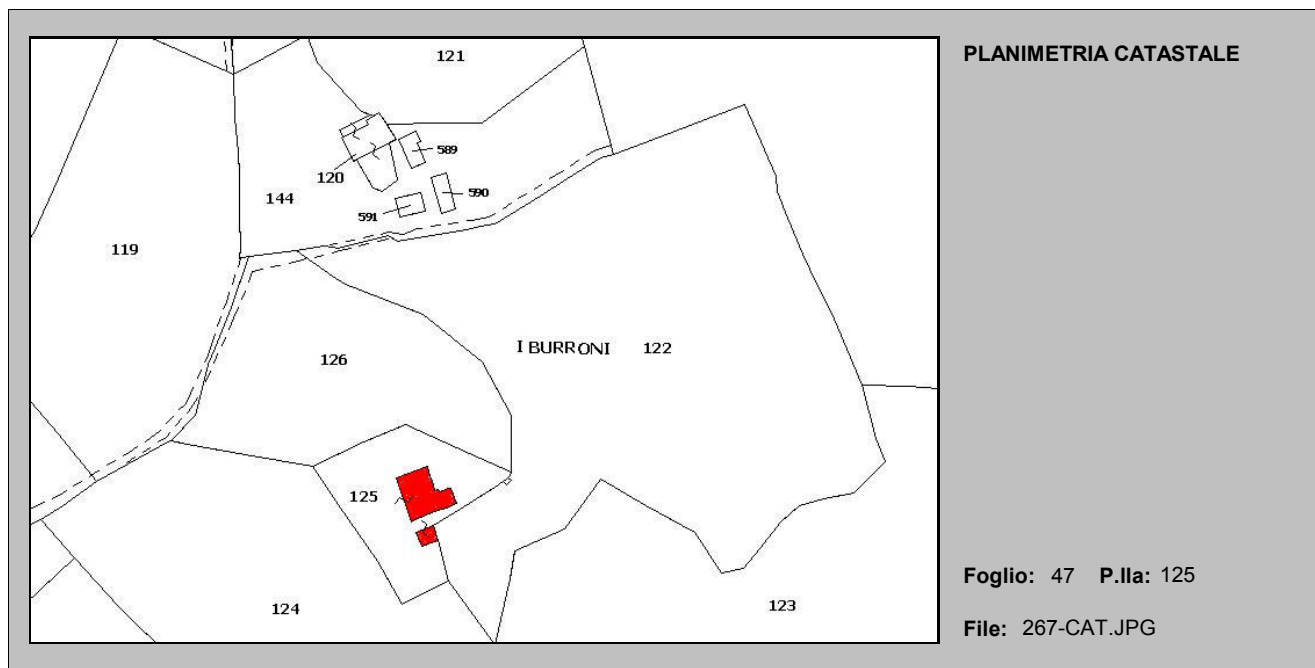 PLANIMETRIA CATASTALE
121
589
120
590
144
591
119
I BURRONI 122
126
125
124
123
Foglio: 47 P.lla: 125
File: 267-CAT.JPG